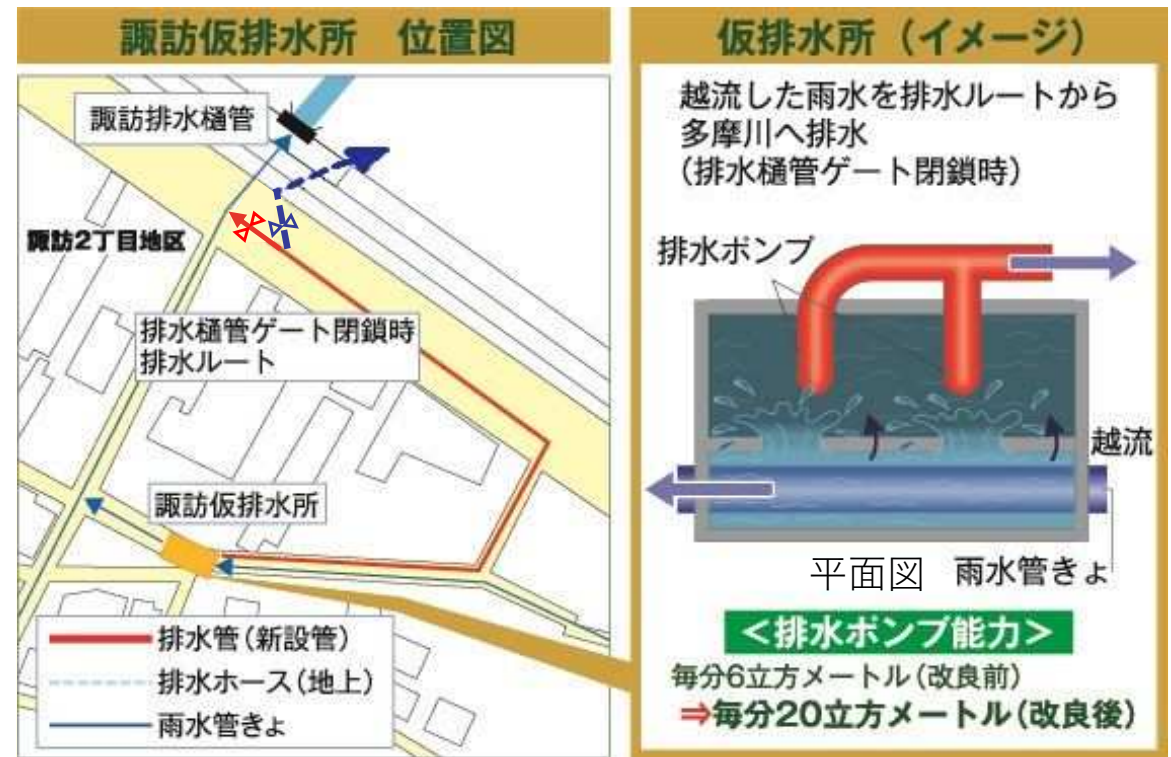 諏訪仮排水所 位置図
諏訪排水樋管
諏訪2丁目地区
排水樋管ゲート閉鎖時
排水ルート
諏訪仮排水所
排水管(新設管)
排水ホース(地上)
雨水管きょ
仮排水所(イメージ)
越流した雨水を排水ルートから
多摩川へ排水
(排水樋管ゲート閉鎖時)
排水ポンプ
越流
平面図 雨水管きょ
<排水ポンプ能力>
毎分6立方メートル(改良前)
⇒毎分20立方メートル(改良後)